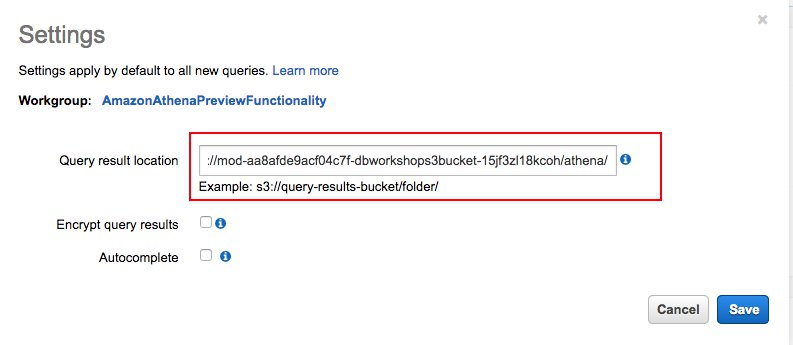 Settings
Settings apply by default to all new queries. Learn more
Workgroup: AmazonAthenaPreviewFunctionality
Query result location ://mod-aa8afde9acf04c7f-dbworkshops3bucket-15jf3zl18kcoh/athena/
Example: s3://query-results-bucket/folder/
Encrypt query results
Autocomplete
Cancel Save